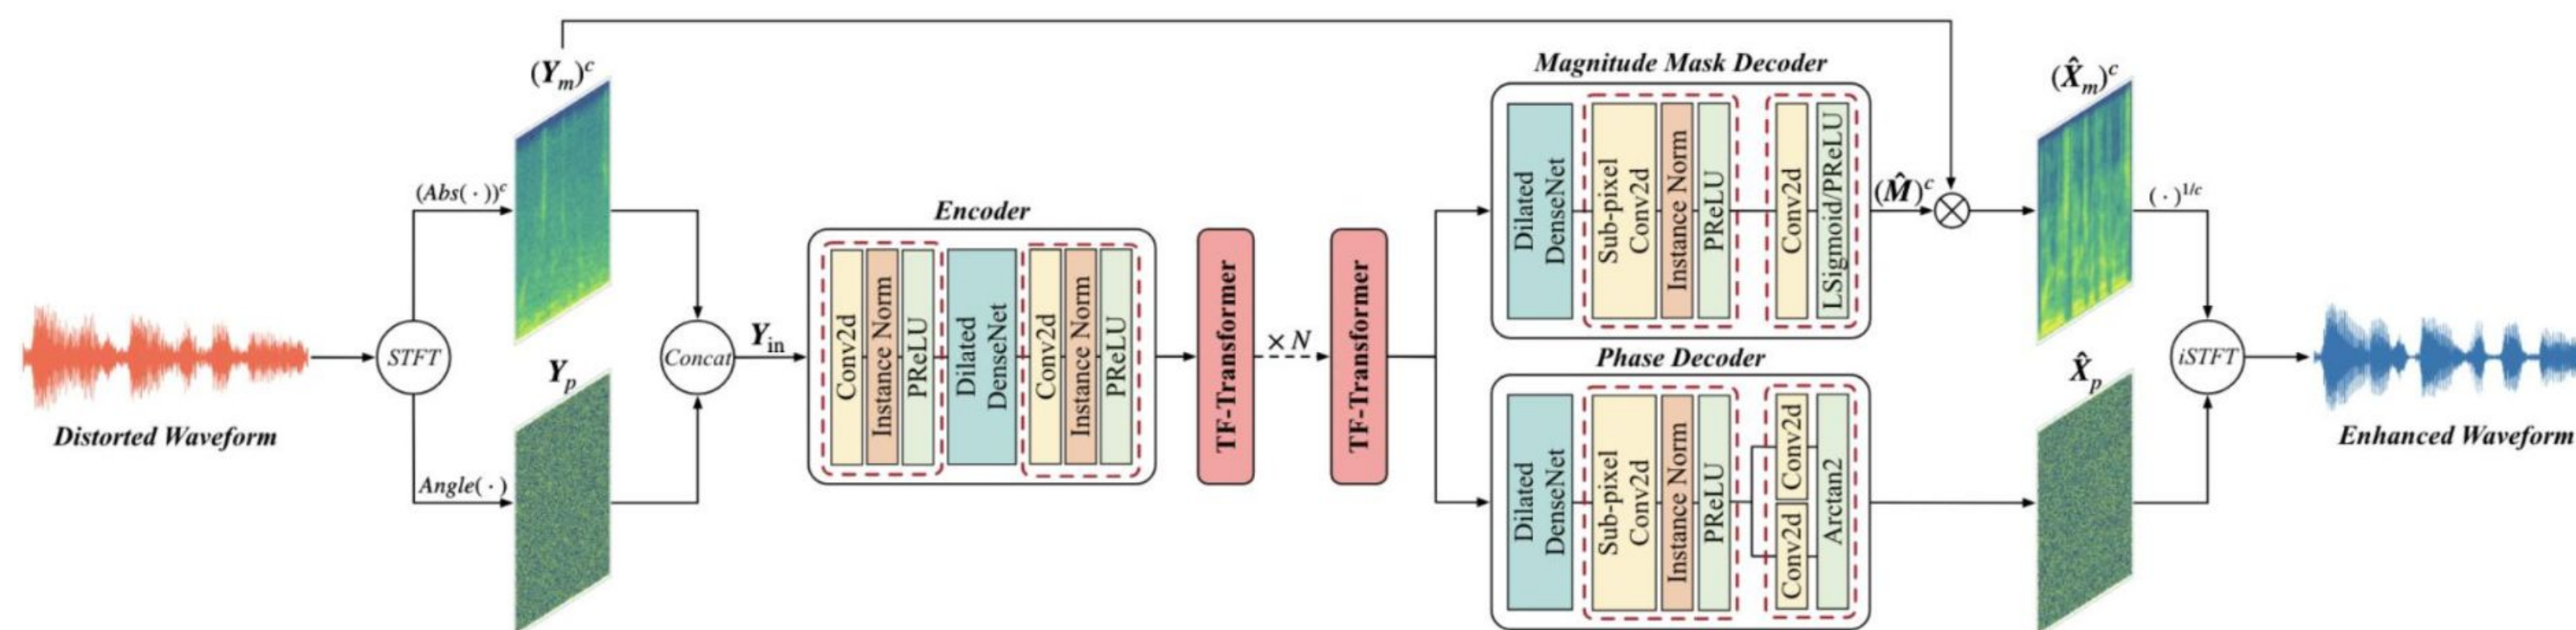 Distorted Waveform
STFT
(Abs(·))^c
Angle(·)
(Y_m)^c
Y_p
Concat
Y_in
Encoder
Conv2d
Instance Norm
PReLU
Dilated
DenseNet
Conv2d
Instance Norm
PReLU
TF-Transformer
×N
TF-Transformer
Magnitude Mask Decoder
Dilated
DenseNet
Sub-pixel
Conv2d
Instance Norm
PReLU
Conv2d
LSigmoid/PReLU
(M̂)^c
Phase Decoder
Dilated
DenseNet
Sub-pixel
Conv2d
Instance Norm
PReLU
Conv2d
Conv2d
Arctan2
(X̂_m)^c
X̂_p
(·)^{1/c}
iSTFT
Enhanced Waveform